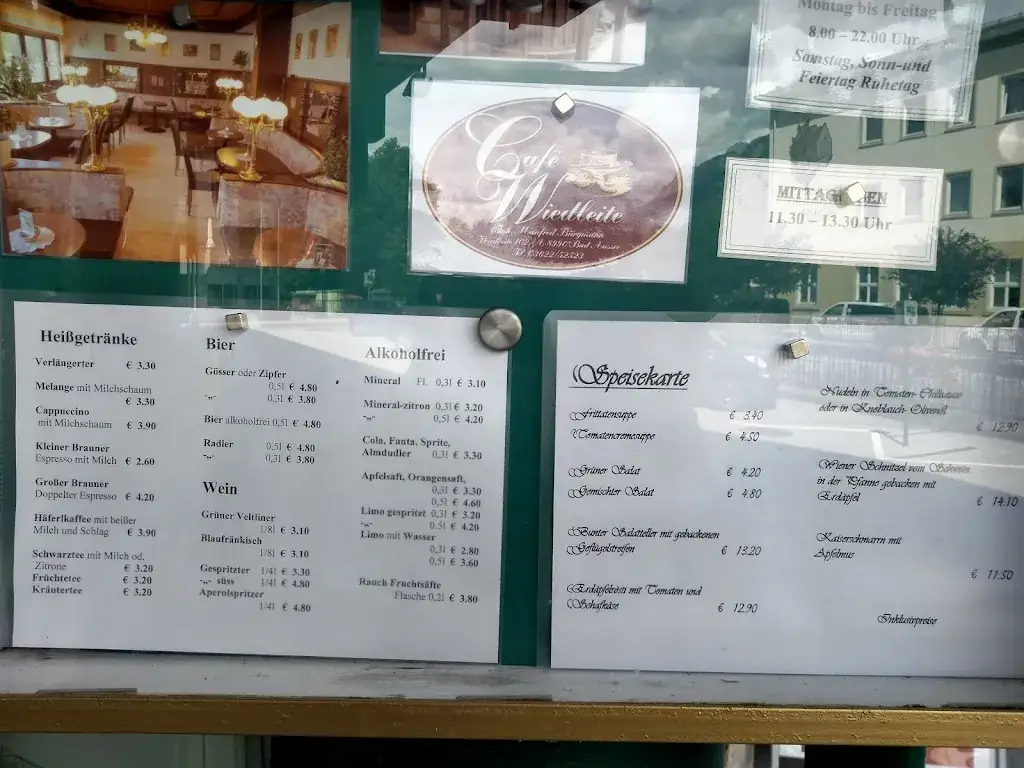 Montag bis Freitag
8.00 – 22.00 Uhr
Samstag, Sonn-und
Feiertag Ruhetag
Café
Wiedleite
Manfred
8990 Bad Aussee
MITTAG
11.30 – 13.30 Uhr
Heißgetränke
Verlängerter € 3.30
Melange mit Milchschaum
€ 3.30
Cappuccino
mit Milchschaum € 3.90
Kleiner Brauner
Espresso mit Milch € 2.60
Großer Brauner
Doppelter Espresso € 4.20
Häferlkaffee mit heißer
Milch und Schlag € 3.90
Schwarztee mit Milch od.
Zitrone € 3.20
Früchtetee € 3.20
Kräutertee € 3.20
Bier
Gösser oder Zipfer
0,5l € 4.80
-„- 0,3l € 3.80
Bier alkoholfrei 0,5l € 4.80
Radler 0,5l € 4.80
-„- 0,3l € 3.80
Wein
Grüner Veltliner
1/8l € 3.10
Blaufränkisch
1/8l € 3.10
Gespritzter 1/4l € 3.30
-„- süss 1/4l € 4.80
Aperolspritzer
1/4l € 4.80
Alkoholfrei
Mineral Fl. 0,3l € 3.10
Mineral-zitron 0,3l € 3.20
-„- 0,5l € 4.20
Cola, Fanta, Sprite,
Almdudler 0,3l € 3.30
Apfelsaft, Orangensaft,
0,3l € 3.30
0,5l € 4.60
Limo gespritzt 0,3l € 3.20
-„- 0.5l € 4.20
Limo mit Wasser
0,3l € 2.80
0,5l € 3.60
Rauch Fruchtsäfte
Flasche 0,2l € 3.80
Speisekarte
Frittatensuppe € 3,40
Tomatencremesuppe € 4.50
Grüner Salat € 4.20
Gemischter Salat € 4.80
Bunter Salatteller mit gebackenen
Geflügelstreifen € 13.20
Erdäpfelrösti mit Tomaten und
Schafkäse € 12.90
Nudeln in Tomaten- Chilisauce
oder in Knoblauch- Olivenöl
€ 12.90
Wiener Schnitzel vom Schwein
in der Pfanne gebacken mit
Erdäpfel € 14.10
Kaiserschmarrn mit
Apfelmus
€ 11.50
Inklusivpreise